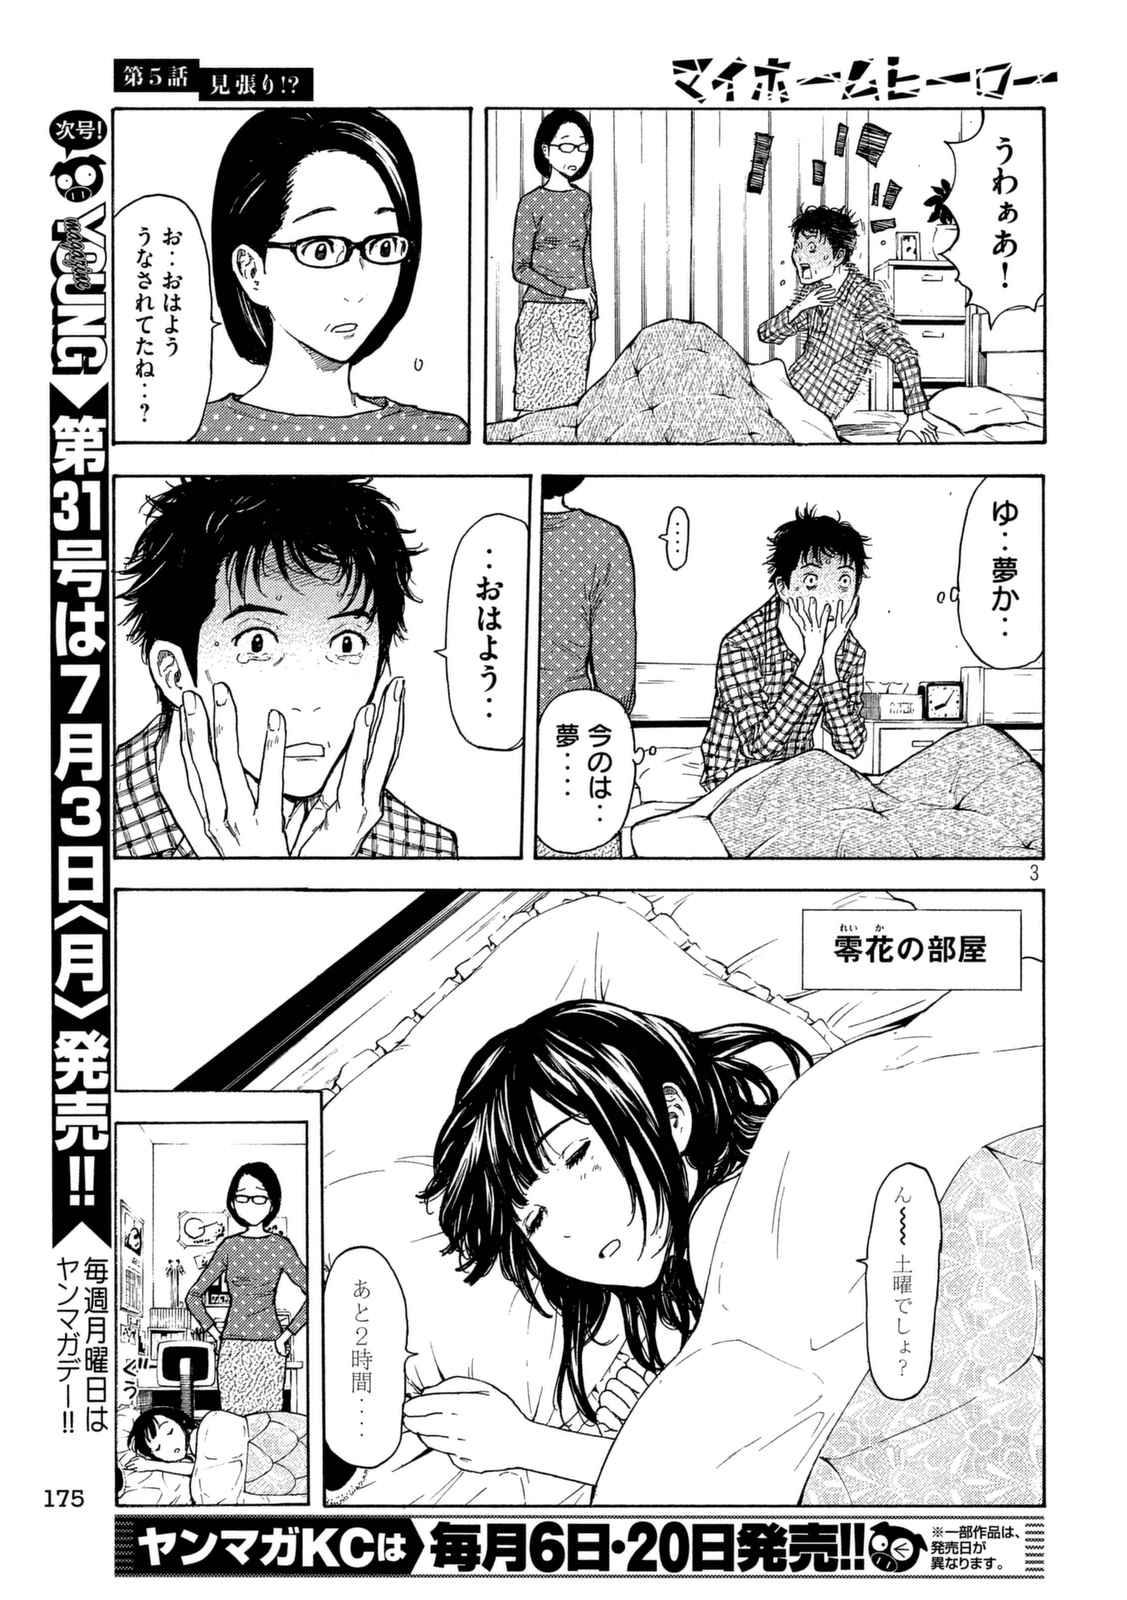 第5話
見張り!?
マイホームヒーロー
うわぁあ!
お‥おはよう
うなされてたね‥?
ゆ‥夢か‥
‥‥
今のは‥
夢‥‥
‥おはよう‥
3
れいか
零花の部屋
ん〜〜土曜でしょ?
あと2時間‥‥
ぐぅ
次号!
YOUNG
magazine
第31号は7月3日〈月〉発売!!
毎週月曜日は
ヤンマガデー!!
175
ヤンマガKCは
毎月6日・20日発売!!
※一部作品は、
発売日が
異なります。